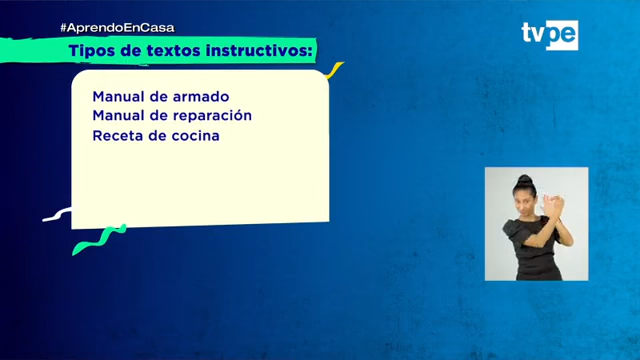 #AprendoEnCasa
tvpe
Tipos de textos instructivos:
Manual de armado
Manual de reparación
Receta de cocina